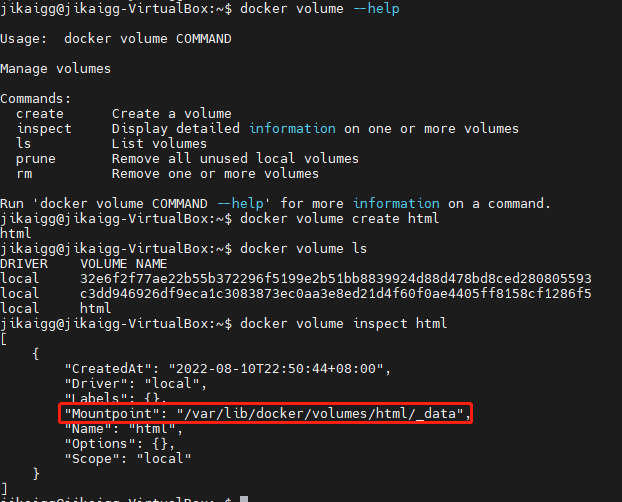 jikaigg@jikaigg-VirtualBox:~$ docker volume --help
Usage:  docker volume COMMAND
Manage volumes
Commands:
  create      Create a volume
  inspect     Display detailed information on one or more volumes
  ls          List volumes
  prune       Remove all unused local volumes
  rm          Remove one or more volumes
Run 'docker volume COMMAND --help' for more information on a command.
jikaigg@jikaigg-VirtualBox:~$ docker volume create html
html
jikaigg@jikaigg-VirtualBox:~$ docker volume ls
DRIVER    VOLUME NAME
local     32e6f2f77ae22b55b372296f5199e2b51bb8839924d88d478bd8ced280805593
local     c3dd946926df9eca1c3083873ec0aa3e8ed21d4f60f0ae4405ff8158cf1286f5
local     html
jikaigg@jikaigg-VirtualBox:~$ docker volume inspect html
[
    {
        "CreatedAt": "2022-08-10T22:50:44+08:00",
        "Driver": "local",
        "Labels": {},
        "Mountpoint": "/var/lib/docker/volumes/html/_data",
        "Name": "html",
        "Options": {},
        "Scope": "local"
    }
]